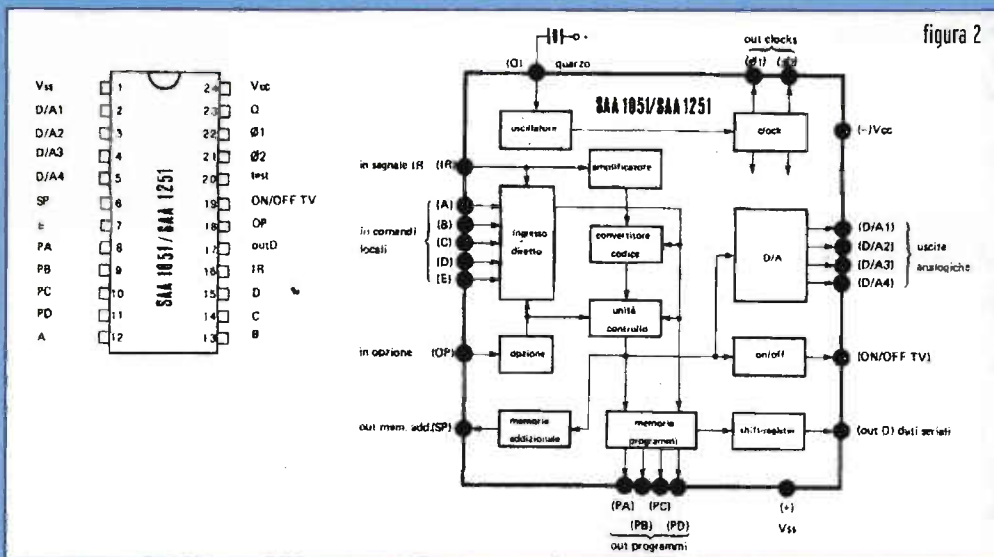 figura 2
Vss 1 24 Vcc
D/A1 2 23 Q
D/A2 3 22 Ø1
D/A3 4 21 Ø2
D/A4 5 20 test
SP 6 19 ON/OFF TV
E 7 18 OP
PA 8 17 outD
PB 9 16 IR
PC 10 15 D
PD 11 14 C
A 12 13 B
SAA 1051/SAA 1251
(Q) quarzo
out clocks
(Ø1) (Ø2)
SAA 1051/SAA1251
oscillatore
clock
(-)Vcc
in segnale IR (IR)
amplificatore
in comandi
locali
(A)
(B)
(C)
(D)
(E)
ingresso
diretto
convertitore
codice
D/A
(D/A1)
(D/A2)
(D/A3)
(D/A4)
uscite
analogiche
unità
controllo
in opzione (OP)
opzione
on/off
(ON/OFF TV)
out mem. add.(SP)
memoria
addizionale
memoria
programmi
shift-register
(out D) dati seriati
(PA) (PC)
(PB) (PD)
out programmi
(+)
Vss